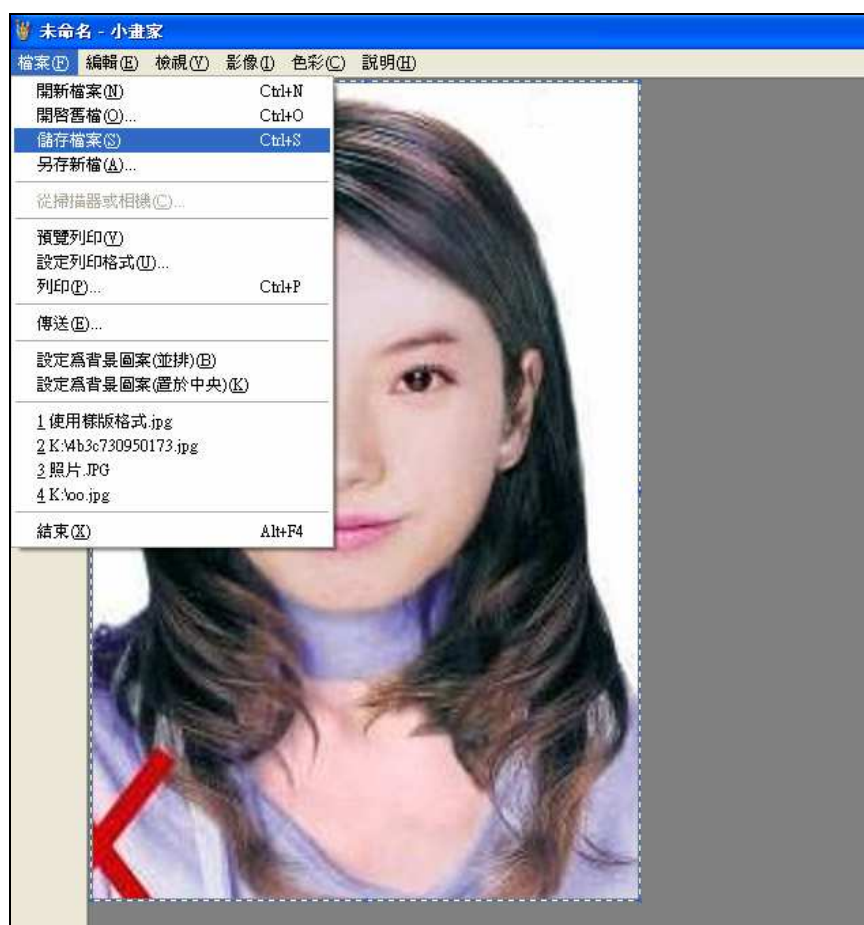 未命名 - 小畫家
檔案(F) 編輯(E) 檢視(V) 影像(I) 色彩(C) 說明(H)
開新檔案(N) Ctrl+N
開啓舊檔(O)... Ctrl+O
儲存檔案(S) Ctrl+S
另存新檔(A)...
從掃描器或相機(C)...
預覽列印(V)
設定列印格式(U)...
列印(P)... Ctrl+P
傳送(E)...
設定為背景圖案(並排)(B)
設定為背景圖案(置於中央)(K)
1 使用樣版格式.jpg
2 K:\4b3c730950173.jpg
3 照片.JPG
4 K:\oo.jpg
結束(X) Alt+F4